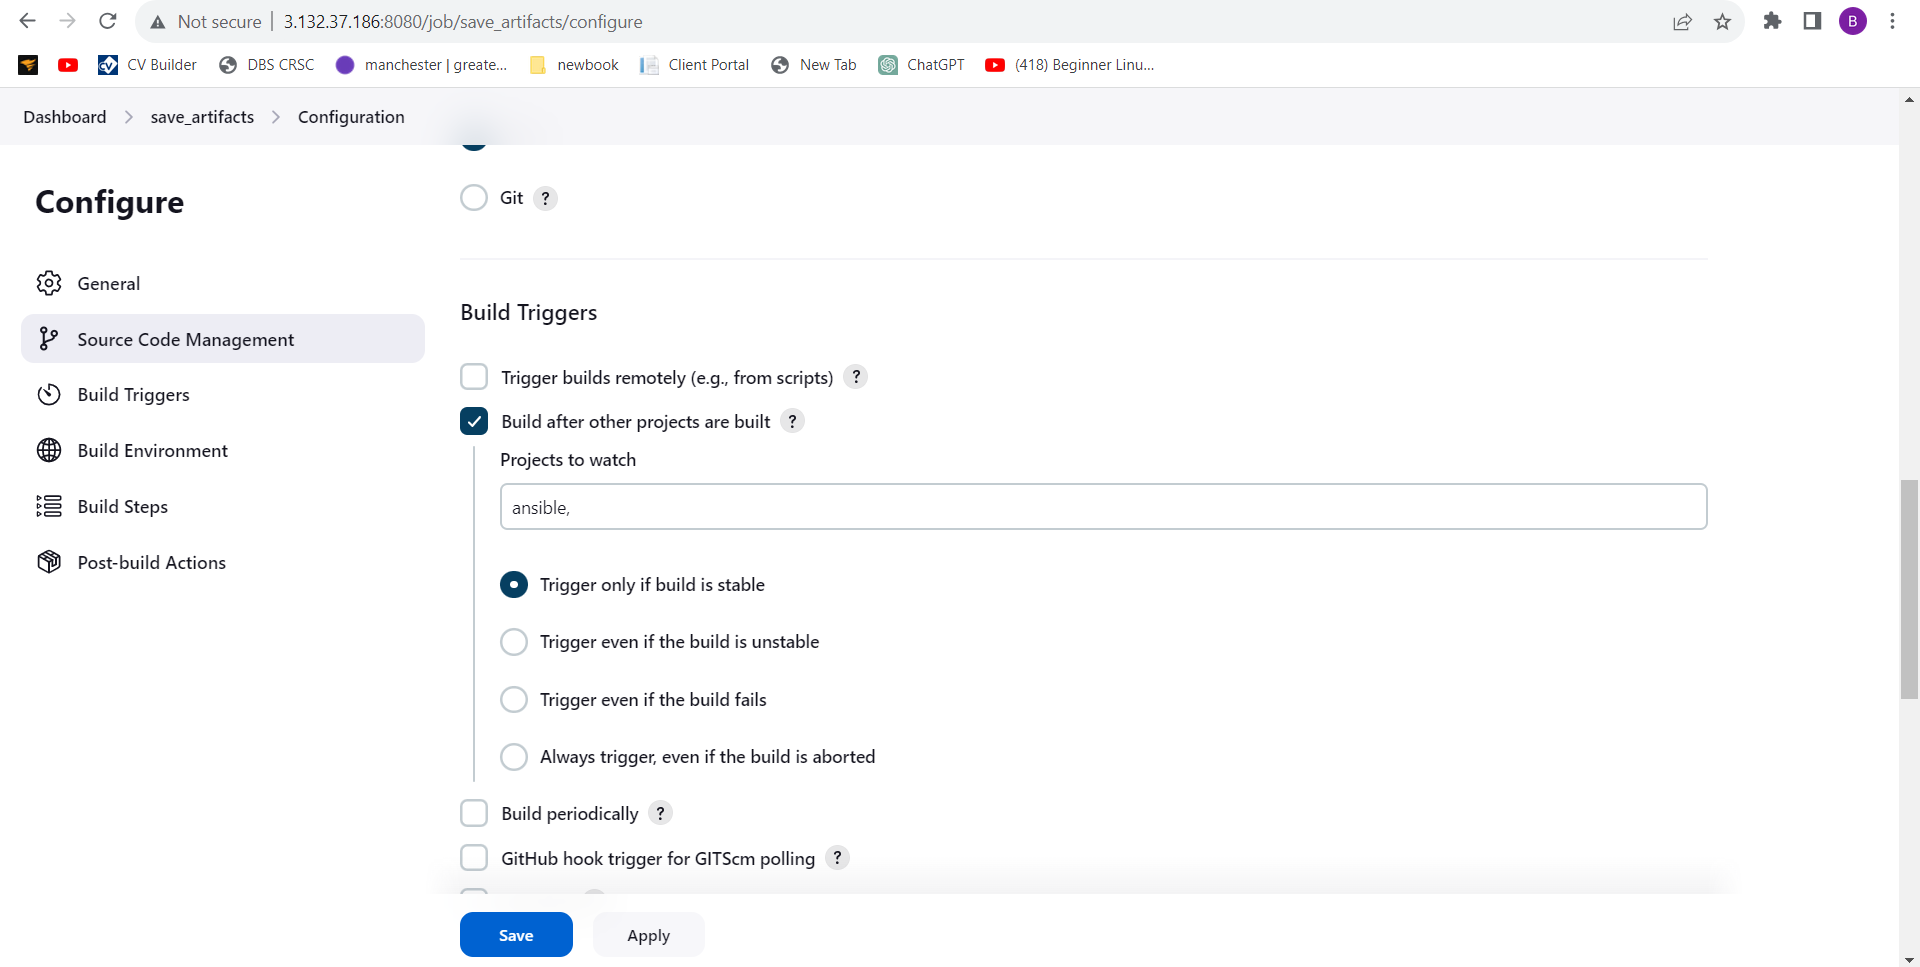 Not secure | 3.132.37.186:8080/job/save_artifacts/configure
B
CV Builder DBS CRSC manchester | greate... newbook Client Portal New Tab ChatGPT (418) Beginner Linu...
Dashboard > save_artifacts > Configuration
Configure
General
Source Code Management
Build Triggers
Build Environment
Build Steps
Post-build Actions
Git ?
Build Triggers
Trigger builds remotely (e.g., from scripts) ?
Build after other projects are built ?
Projects to watch
ansible,
Trigger only if build is stable
Trigger even if the build is unstable
Trigger even if the build fails
Always trigger, even if the build is aborted
Build periodically ?
GitHub hook trigger for GITScm polling ?
Save Apply